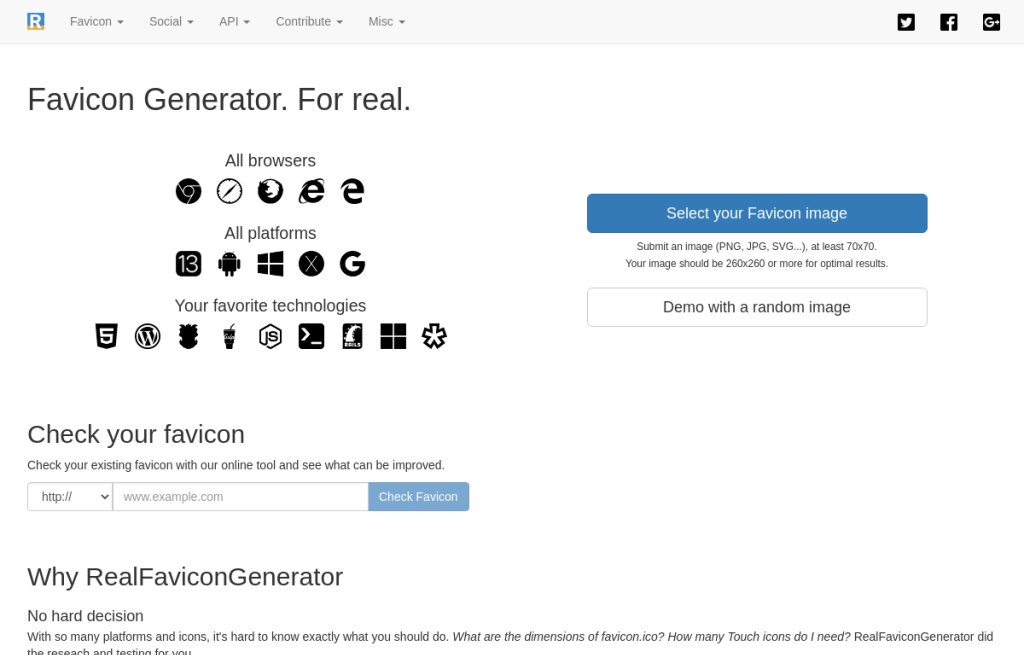 R
Favicon
Social
API
Contribute
Misc
G+
Favicon Generator. For real.
All browsers
All platforms
13
X
G
Your favorite technologies
5
W
JS
RAILS
Select your Favicon image
Submit an image (PNG, JPG, SVG...), at least 70x70.
Your image should be 260x260 or more for optimal results.
Demo with a random image
Check your favicon
Check your existing favicon with our online tool and see what can be improved.
http://
www.example.com
Check Favicon
Why RealFaviconGenerator
No hard decision
With so many platforms and icons, it's hard to know exactly what you should do. What are the dimensions of favicon.ico? How many Touch icons do I need? RealFaviconGenerator did
the reseach and testing for you.